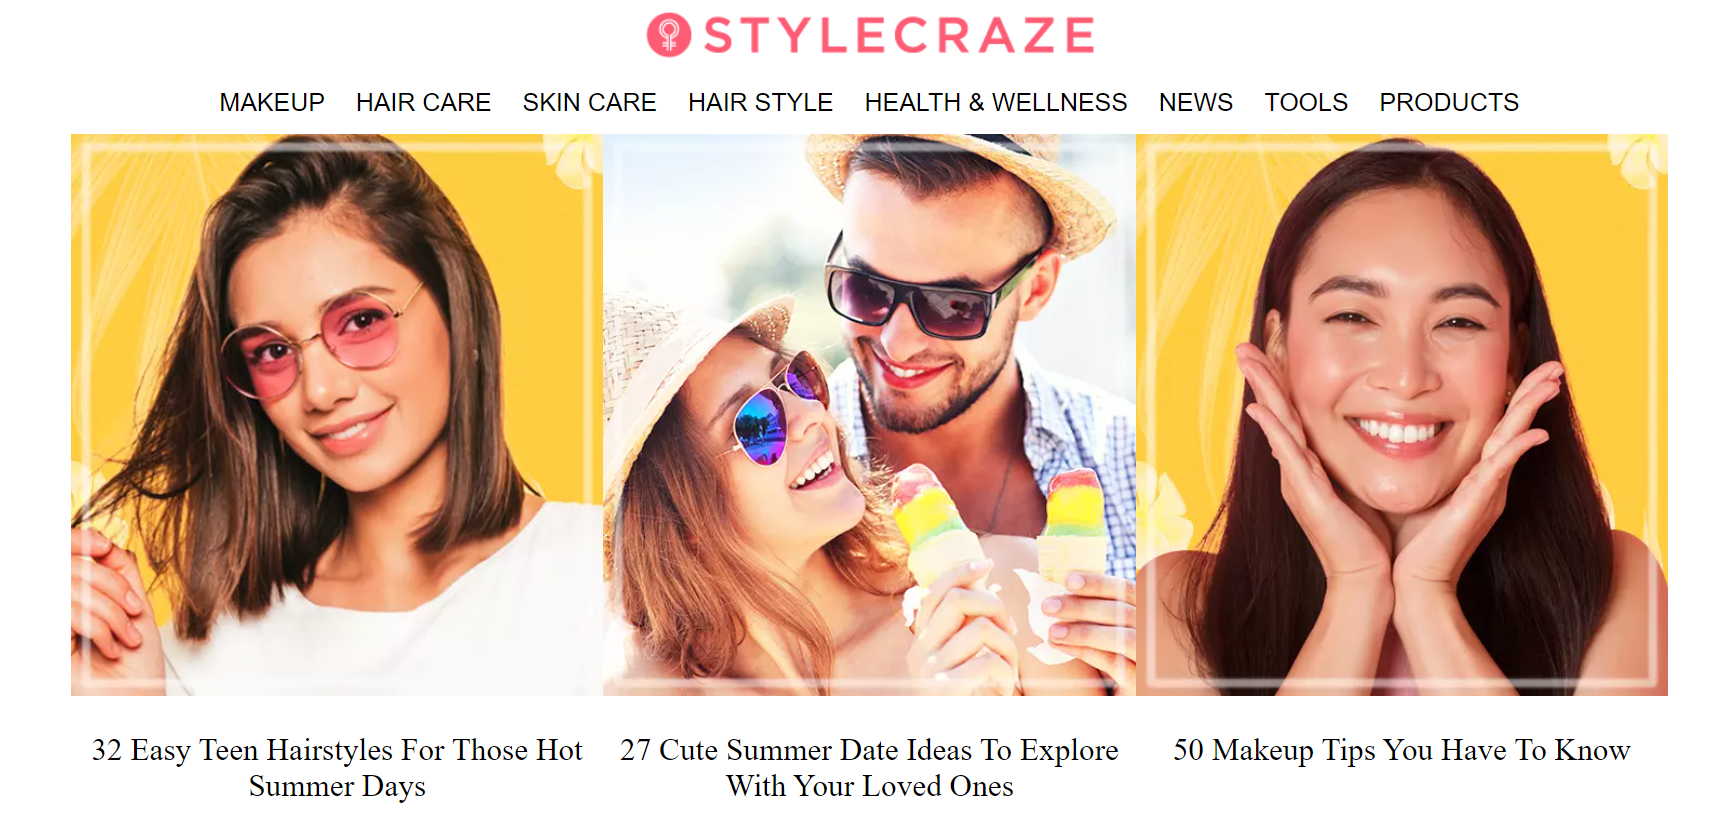 STYLECRAZE
MAKEUP HAIR CARE SKIN CARE HAIR STYLE HEALTH & WELLNESS NEWS TOOLS PRODUCTS
32 Easy Teen Hairstyles For Those Hot
Summer Days
27 Cute Summer Date Ideas To Explore
With Your Loved Ones
50 Makeup Tips You Have To Know